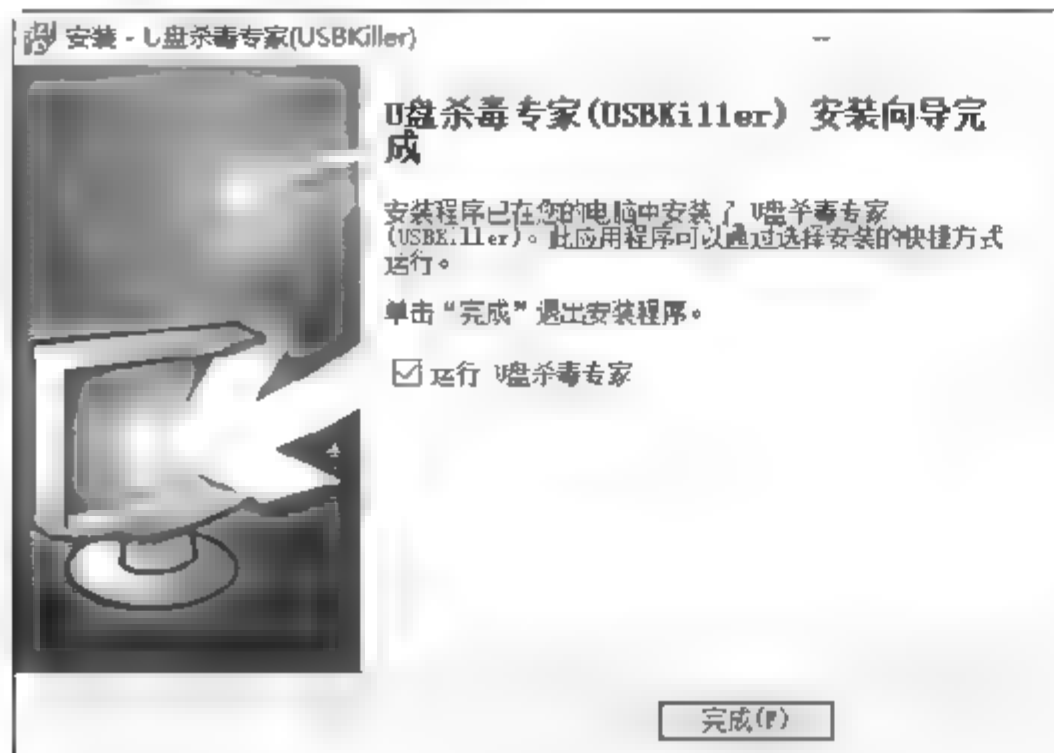 安装 - U盘杀毒专家(USBKiller)
U盘杀毒专家(USBKiller) 安装向导完
成
安装程序已在您的电脑中安装了 U盘杀毒专家
(USBKiller)。此应用程序可以通过选择安装的快捷方式
运行。
单击“完成”退出安装程序。
运行 U盘杀毒专家
完成(F)